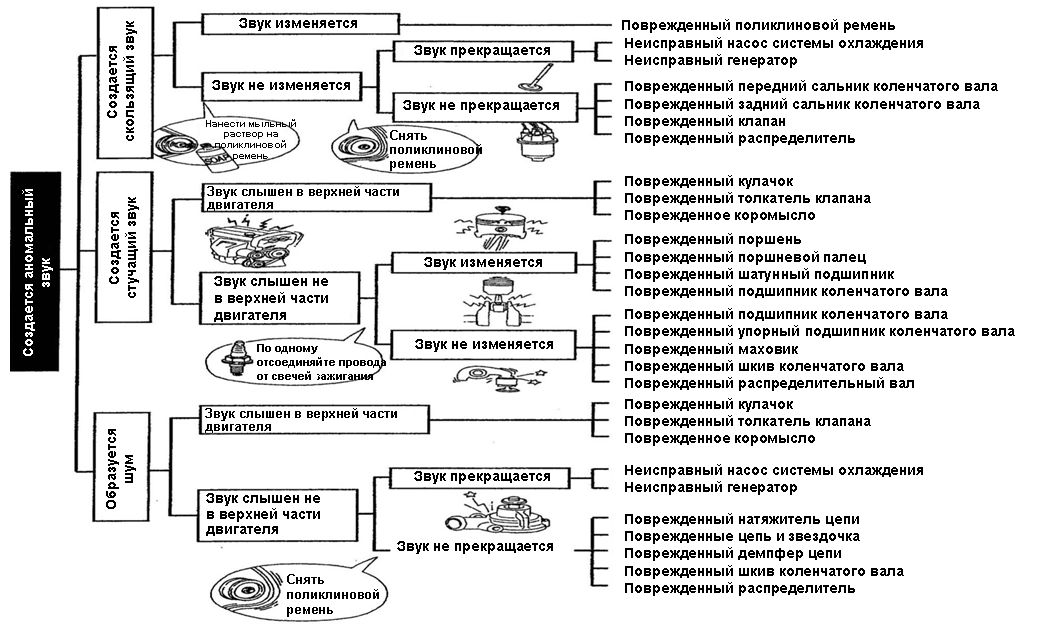 Создается аномальный
звук
Создается
скользящий звук
Звук изменяется
Поврежденный поликлиновой ремень
Звук не изменяется
Звук прекращается
Неисправный насос системы охлаждения
Неисправный генератор
Звук не прекращается
Поврежденный передний сальник коленчатого вала
Поврежденный задний сальник коленчатого вала
Поврежденный клапан
Поврежденный распределитель
Нанести мыльный
раствор на
поликлиновой
ремень
SOAP
Снять
поликлиновой
ремень
Создается
стучащий звук
Звук слышен в верхней части
двигателя
Поврежденный кулачок
Поврежденный толкатель клапана
Поврежденное коромысло
Звук слышен не
в верхней части
двигателя
Звук изменяется
Поврежденный поршень
Поврежденный поршневой палец
Поврежденный шатунный подшипник
Поврежденный подшипник коленчатого вала
Звук не изменяется
Поврежденный подшипник коленчатого вала
Поврежденный упорный подшипник коленчатого вала
Поврежденный маховик
Поврежденный шкив коленчатого вала
Поврежденный распределительный вал
По одному
отсоединяйте провода
от свечей зажигания
Образуется
шум
Звук слышен в верхней части
двигателя
Поврежденный кулачок
Поврежденный толкатель клапана
Поврежденное коромысло
Звук слышен не
в верхней части
двигателя
Звук прекращается
Неисправный насос системы охлаждения
Неисправный генератор
Звук не прекращается
Поврежденный натяжитель цепи
Поврежденные цепь и звездочка
Поврежденный демпфер цепи
Поврежденный шкив коленчатого вала
Поврежденный распределитель
Снять
поликлиновой
ремень